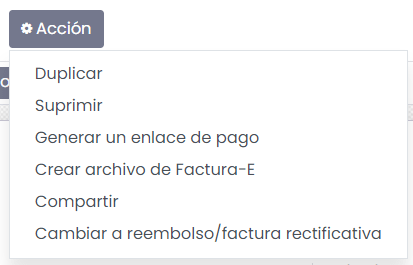 Acción
Duplicar
Suprimir
Generar un enlace de pago
Crear archivo de Factura-E
Compartir
Cambiar a reembolso/factura rectificativa